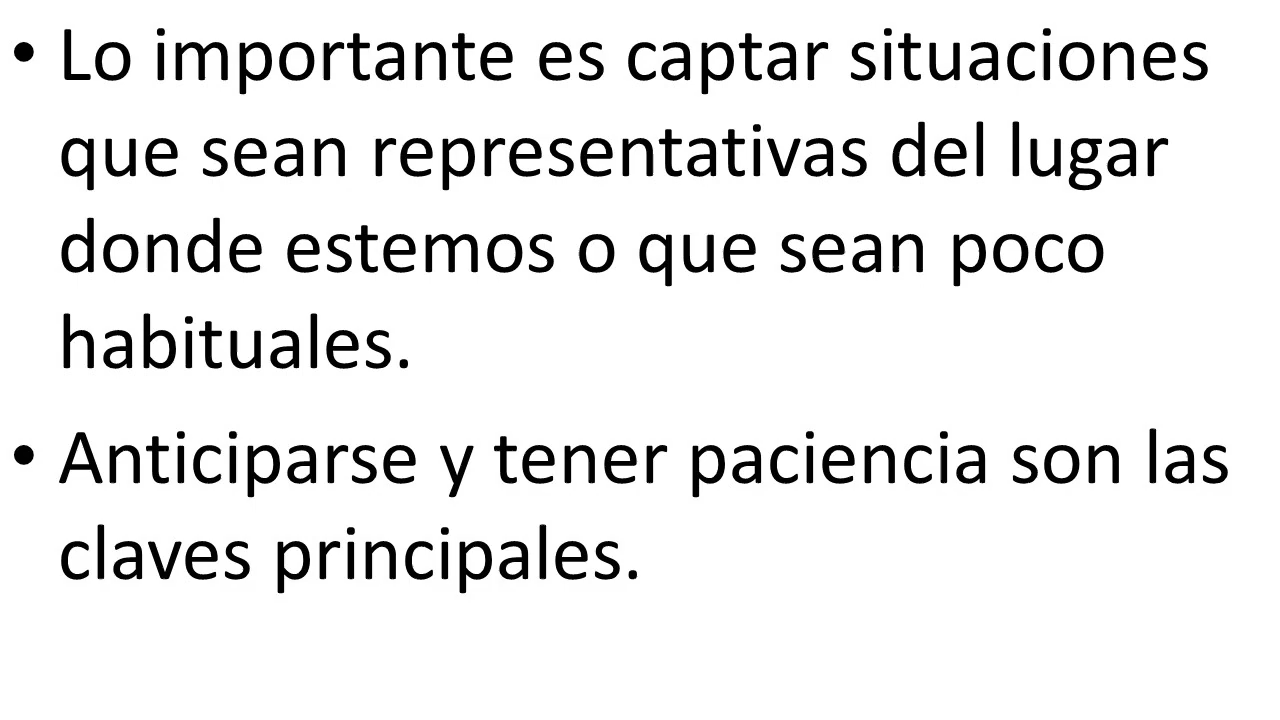 • Lo importante es captar situaciones
que sean representativas del lugar
donde estemos o que sean poco
habituales.
• Anticiparse y tener paciencia son las
claves principales.